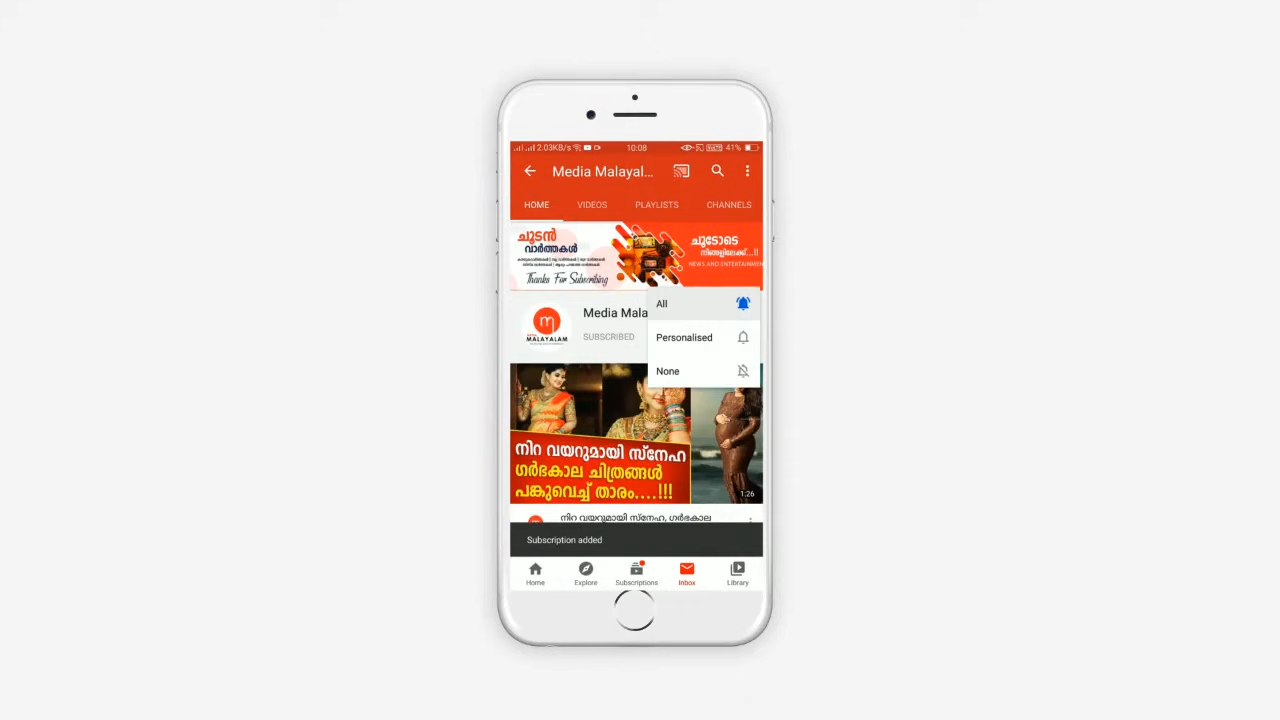 2.03KB/s
10:08
41%
Media Malayal...
HOME VIDEOS PLAYLISTS CHANNELS
ചൂടൻ
വാർത്തകൾ
Thanks For Subscribing
ചൂടോടെ
നിങ്ങളിലേക്ക്...!!
NEWS AND ENTERTAINMEN
All
Media Mala
SUBSCRIBED
MALAYALAM
Personalised
None
നിറ വയറുമായി സ്നേഹ
ഗർഭകാല ചിത്രങ്ങൾ
പങ്കുവെച്ച് താരം....!!!
1:26
നിറ വയറുമായി സ്നേഹ, ഗർഭകാല
Subscription added
Home Explore Subscriptions Inbox Library